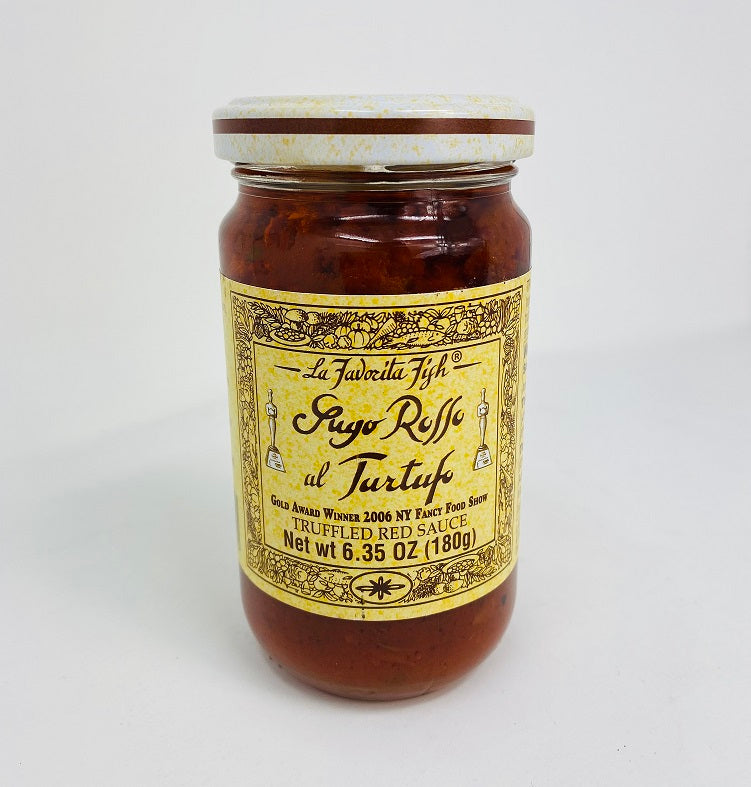 La Favorita Fish®
Sugo Rosso
al Tartufo
GOLD AWARD WINNER 2006 NY FANCY FOOD SHOW
TRUFFLED RED SAUCE
Net wt 6.35 OZ (180g)